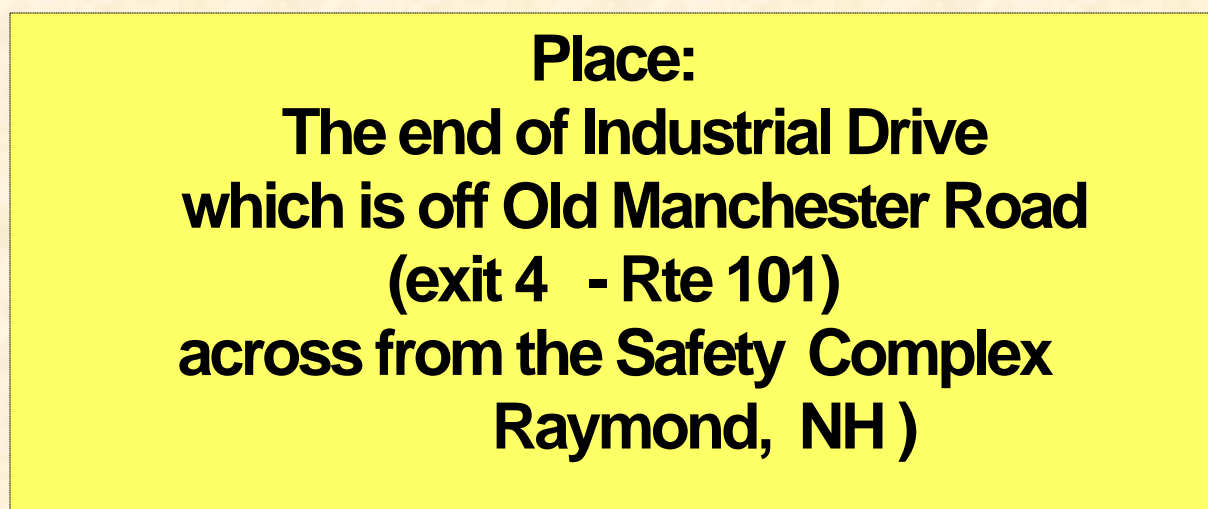 Place:
The end of Industrial Drive
which is off Old Manchester Road
(exit 4 - Rte 101)
across from the Safety Complex
Raymond, NH )